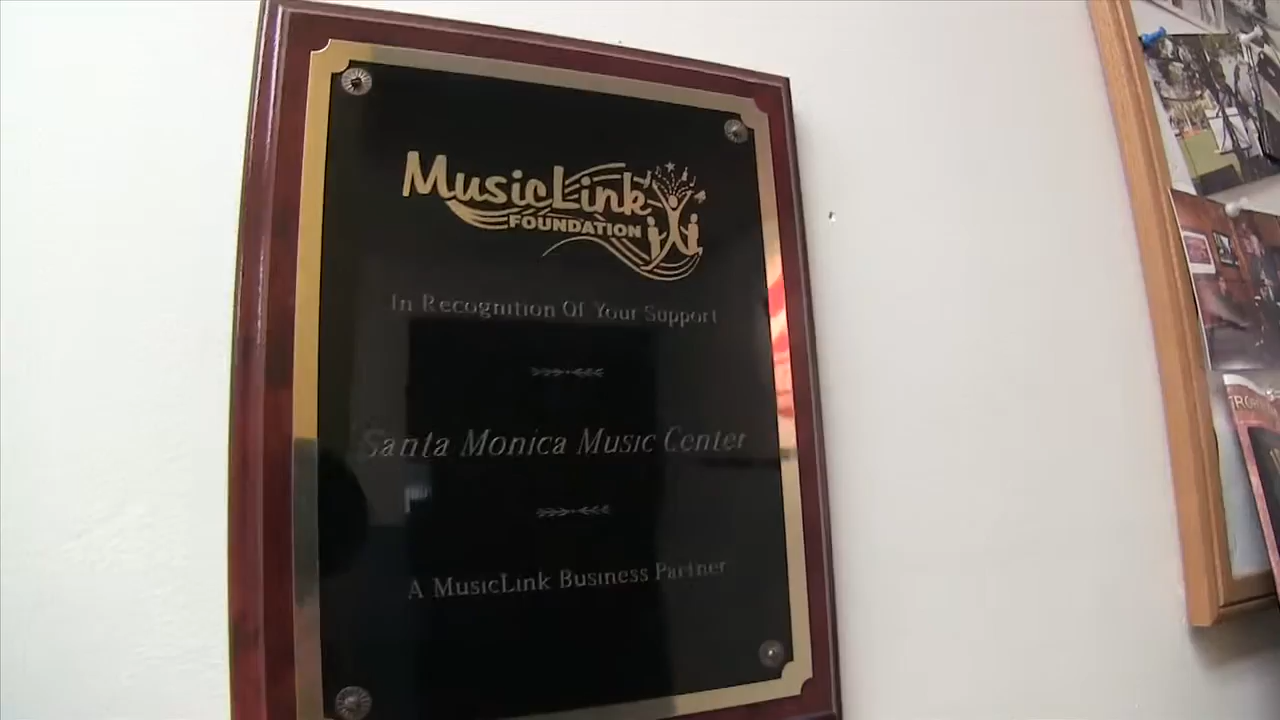 MusicLink
FOUNDATION
In Recognition Of Your Support
Santa Monica Music Center
A MusicLink Business Partner